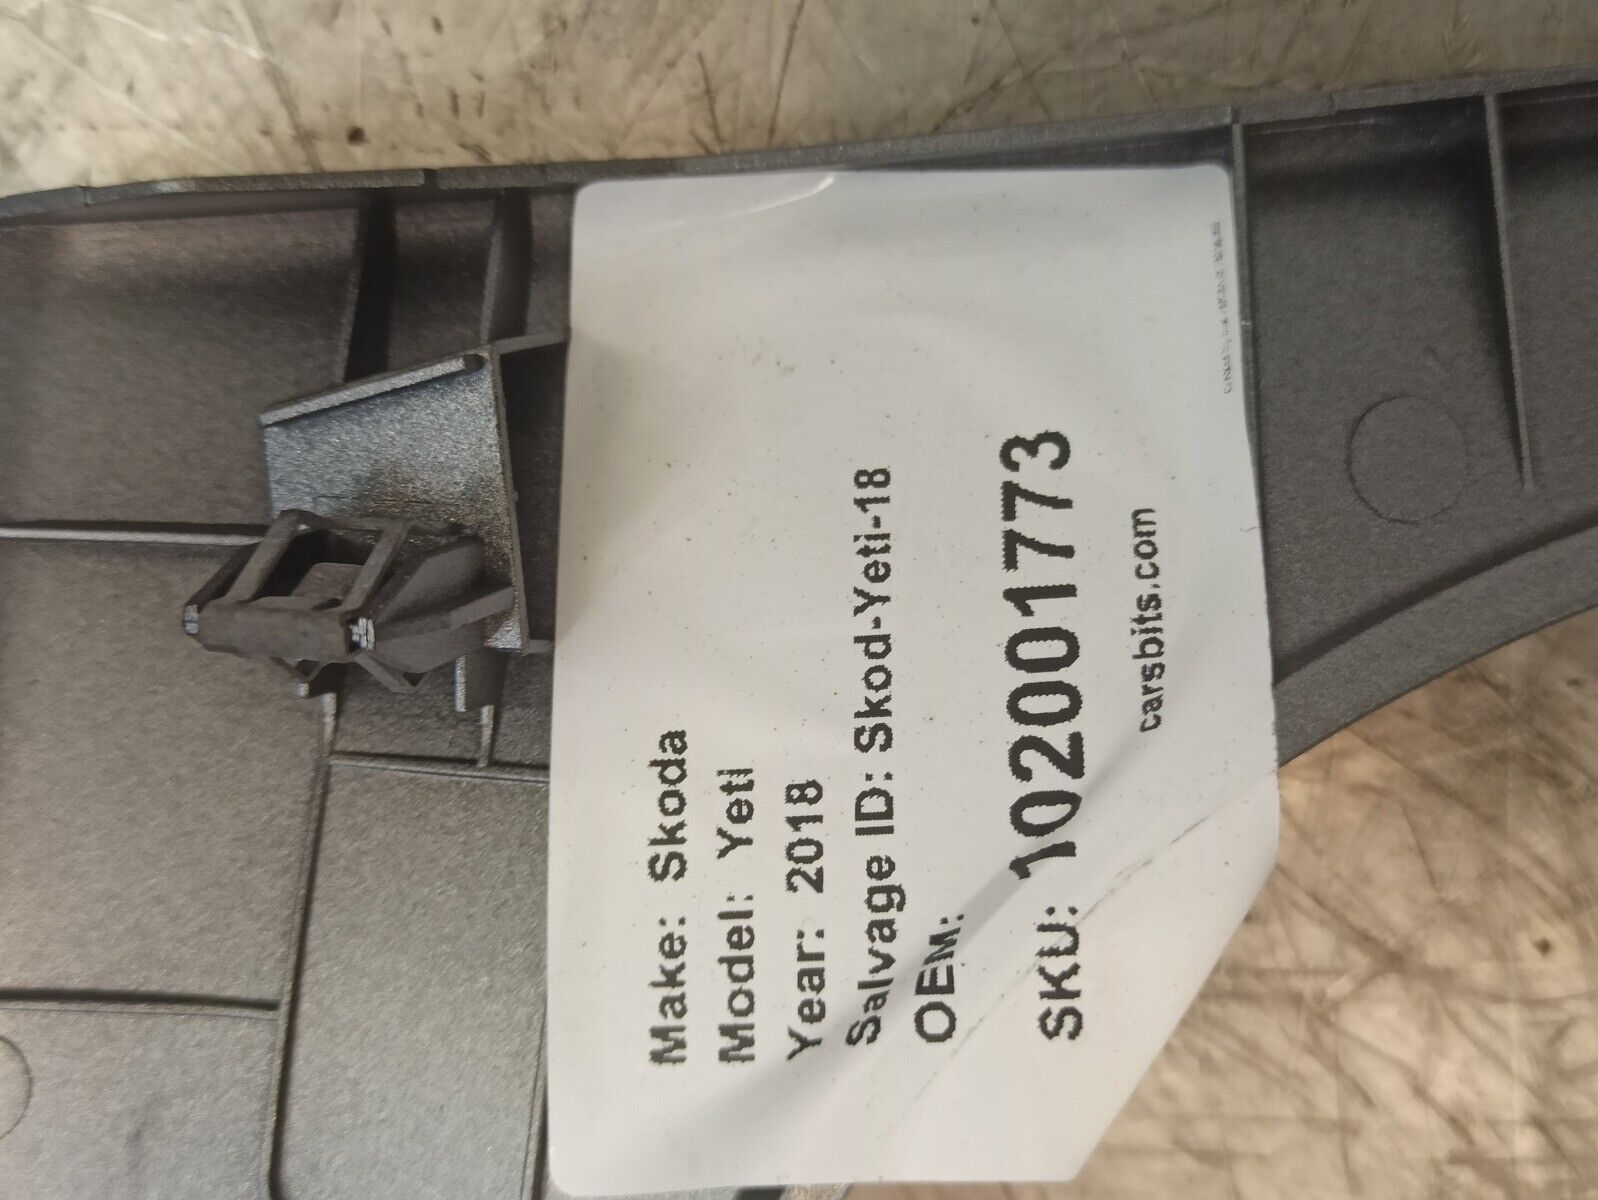 Make: Skoda
Model: Yeti
Year: 2018
Salvage ID: Skod-Yeti-18
OEM:
SKU: 102001773
carsbits.com